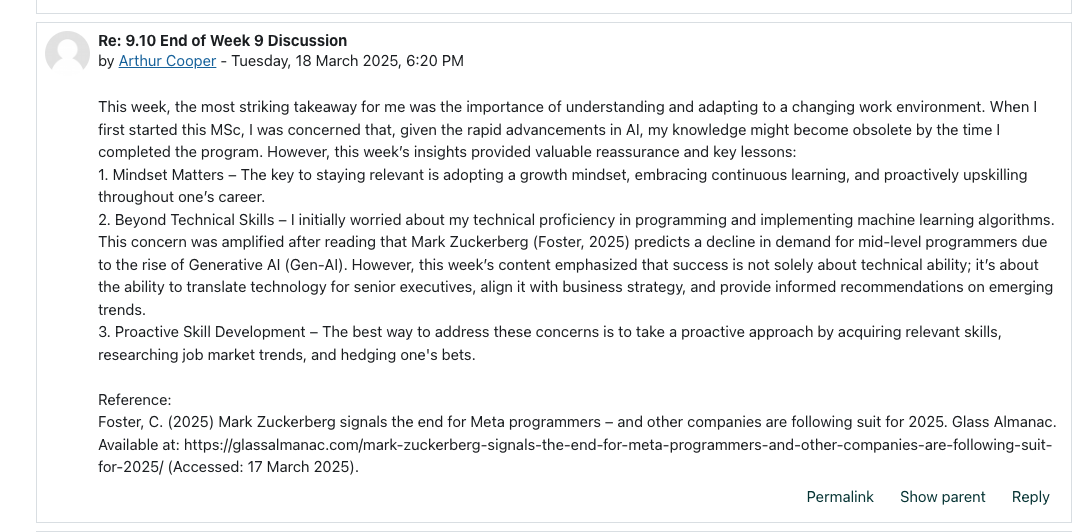 Re: 9.10 End of Week 9 Discussion
by Arthur Cooper - Tuesday, 18 March 2025, 6:20 PM
This week, the most striking takeaway for me was the importance of understanding and adapting to a changing work environment. When I
first started this MSc, I was concerned that, given the rapid advancements in AI, my knowledge might become obsolete by the time I
completed the program. However, this week’s insights provided valuable reassurance and key lessons:
1. Mindset Matters – The key to staying relevant is adopting a growth mindset, embracing continuous learning, and proactively upskilling
throughout one’s career.
2. Beyond Technical Skills – I initially worried about my technical proficiency in programming and implementing machine learning algorithms.
This concern was amplified after reading that Mark Zuckerberg (Foster, 2025) predicts a decline in demand for mid-level programmers due
to the rise of Generative AI (Gen-AI). However, this week’s content emphasized that success is not solely about technical ability; it’s about
the ability to translate technology for senior executives, align it with business strategy, and provide informed recommendations on emerging
trends.
3. Proactive Skill Development – The best way to address these concerns is to take a proactive approach by acquiring relevant skills,
researching job market trends, and hedging one's bets.
Reference:
Foster, C. (2025) Mark Zuckerberg signals the end for Meta programmers – and other companies are following suit for 2025. Glass Almanac.
Available at: https://glassalmanac.com/mark-zuckerberg-signals-the-end-for-meta-programmers-and-other-companies-are-following-suit-
for-2025/ (Accessed: 17 March 2025).
Permalink Show parent Reply